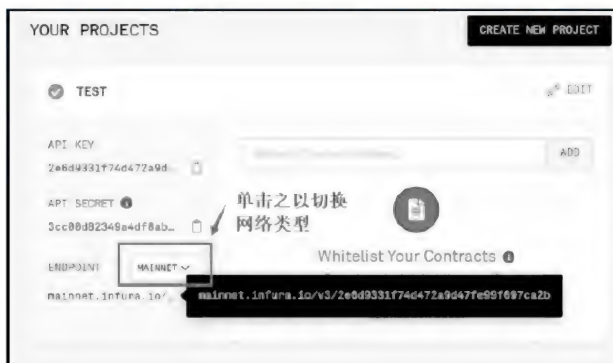 YOUR PROJECTS
CREATE NEW PROJECT
TEST
EDIT
API KEY
2e6d9331f74d472a9d…
ADD
API SECRET
3cc00d82349a4df8ab…
单击之以切换
网络类型
ENDPOINT
MAINNET
Whitelist Your Contracts
mainnet.infura.io/
mainnet.infura.io/v3/2e6d9331f74d472a9d47fe99f697ca2b